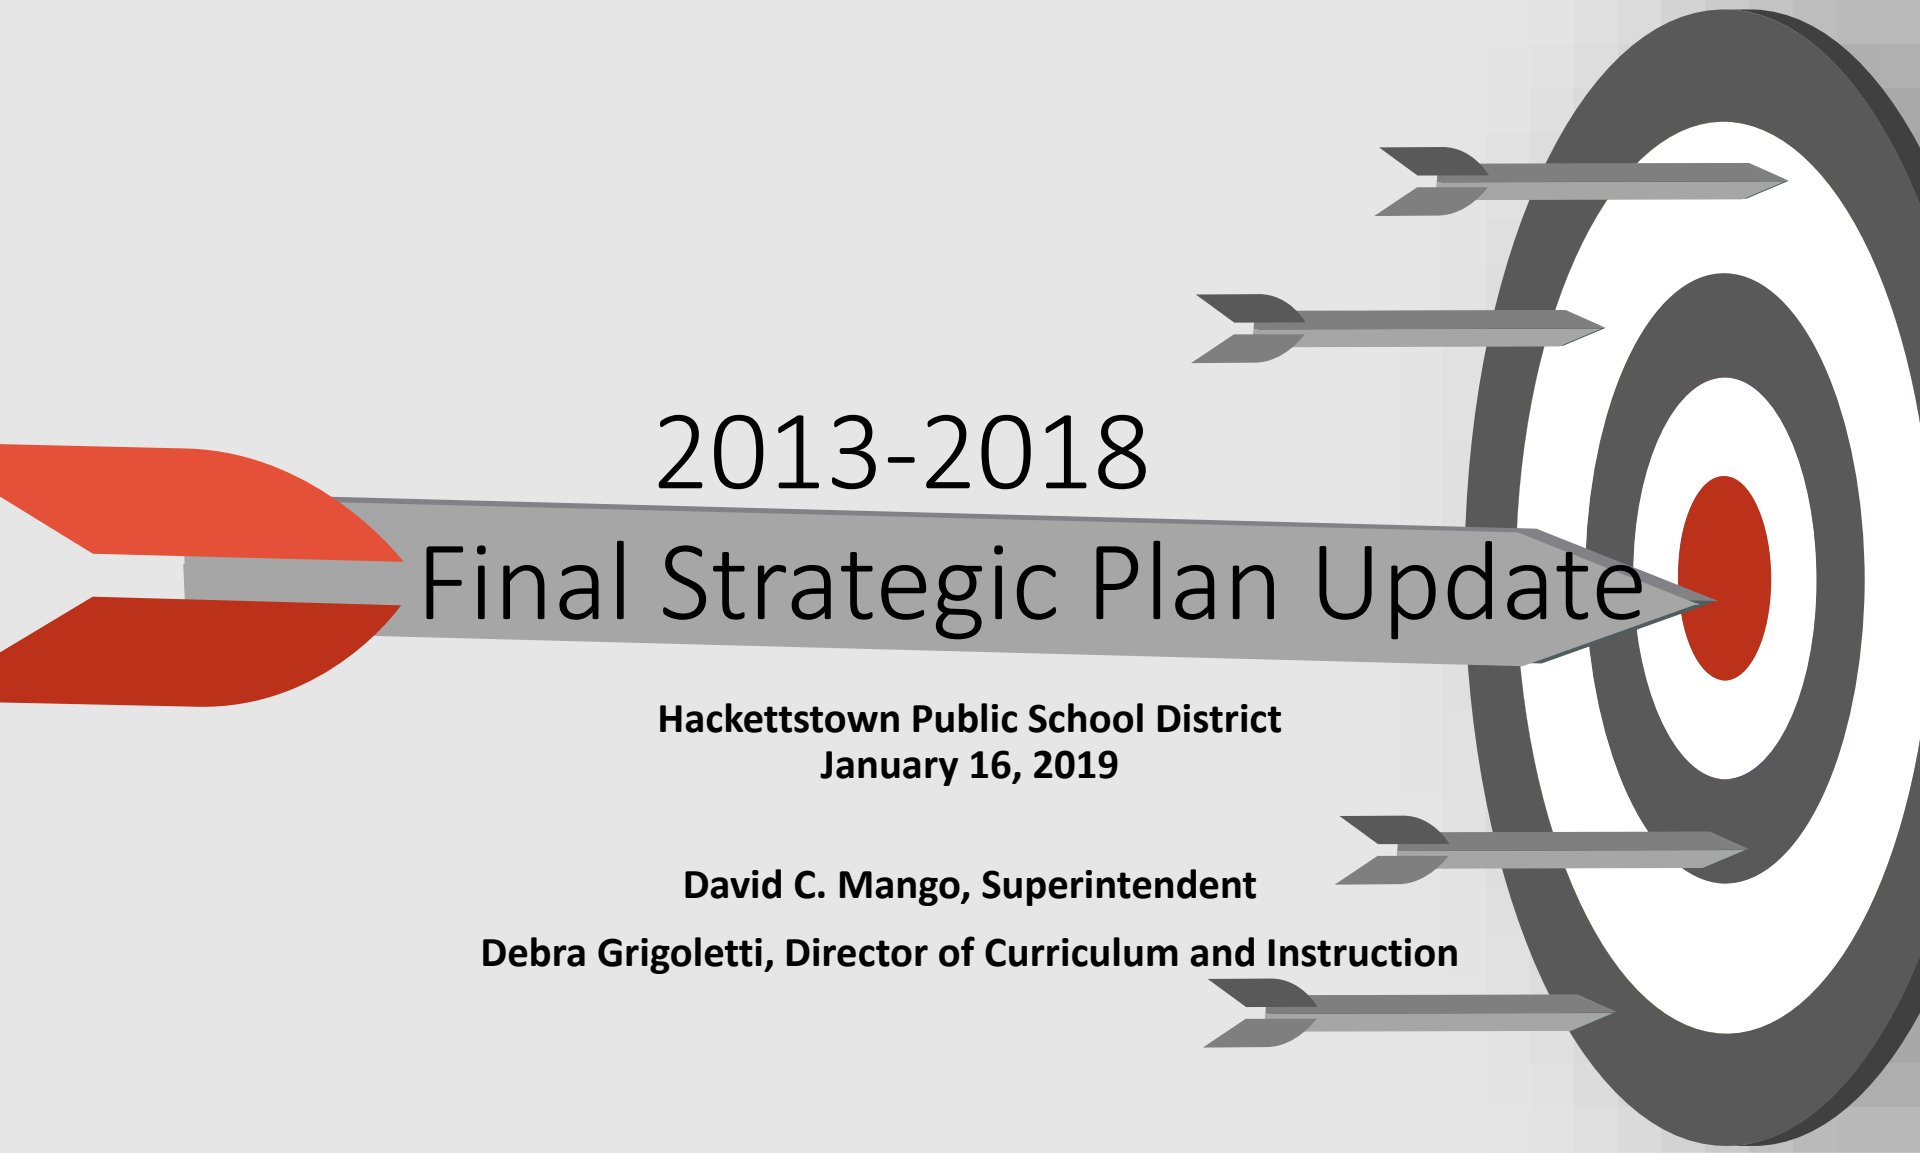 2013-2018
Final Strategic Plan Update
Hackettstown Public School District
January 16, 2019
David C. Mango, Superintendent
Debra Grigoletti, Director of Curriculum and Instruction